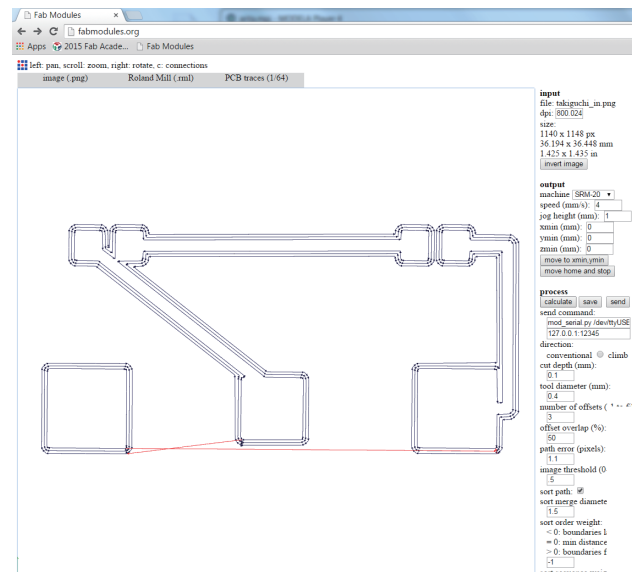 Fab Modules
fabmodules.org
Apps 2015 Fab Acade... Fab Modules
left: pan, scroll: zoom, right: rotate, c: connections
image (.png) Roland Mill (.rml) PCB traces (1/64)
input
file: takiguchi_in.png
dpi: 800.024
size:
1140 x 1148 px
36.194 x 36.448 mm
1.425 x 1.435 in
invert image
output
machine SRM-20
speed (mm/s): 4
jog height (mm): 1
xmin (mm): 0
ymin (mm): 0
zmin (mm): 0
move to xmin,ymin
move home and stop
process
calculate save send
send command:
mod_serial.py /dev/ttyUSE
127.0.0.1:12345
direction:
conventional climb
cut depth (mm):
0.1
tool diameter (mm):
0.4
number of offsets (
3
offset overlap (%):
50
path error (pixels):
1.1
image threshold (0-
.5
sort path:
sort merge diamete
1.5
sort order weight:
< 0: boundaries la
= 0: min distance
> 0: boundaries f
-1